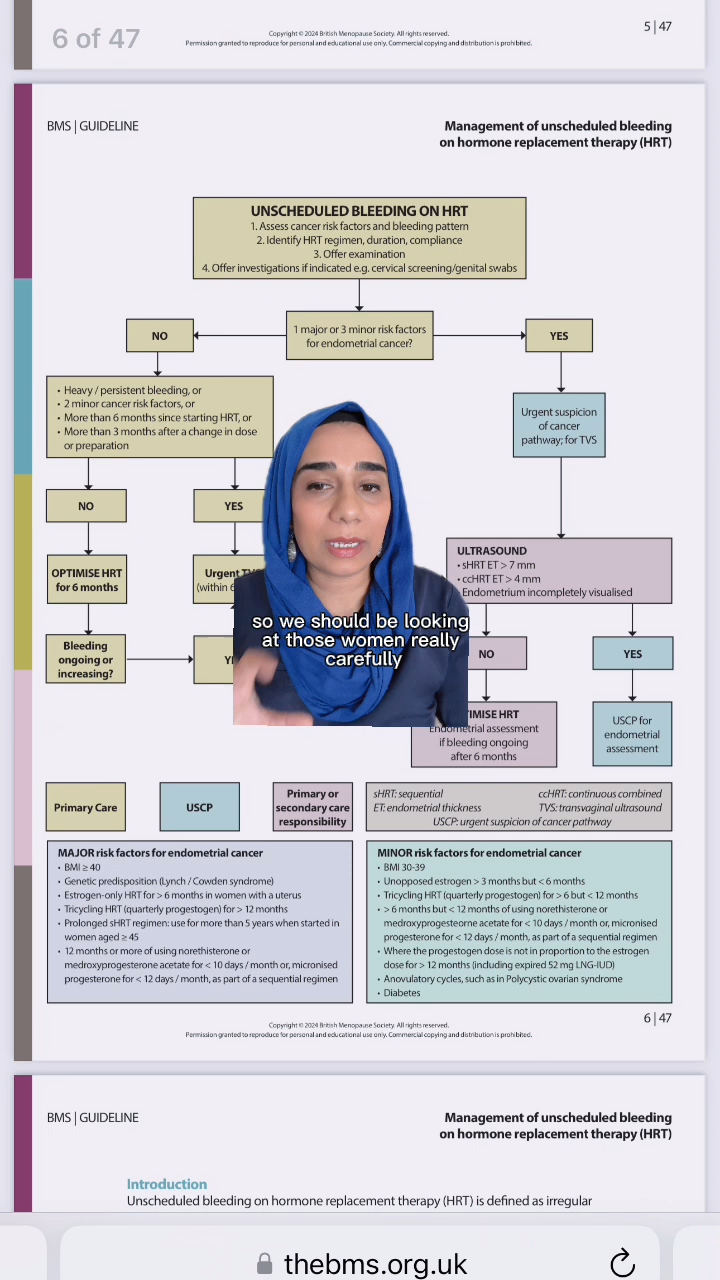 5 | 47
6 of 47
Copyright © 2024 British Menopause Society. All rights reserved.
Permission granted to reproduce for personal and educational use only. Commercial copying and distribution is prohibited.
BMS | GUIDELINE
Management of unscheduled bleeding
on hormone replacement therapy (HRT)
UNSCHEDULED BLEEDING ON HRT
1. Assess cancer risk factors and bleeding pattern
2. Identify HRT regimen, duration, compliance
3. Offer examination
4. Offer investigations if indicated e.g. cervical screening/genital swabs
NO
1 major or 3 minor risk factors
for endometrial cancer?
YES
• Heavy / persistent bleeding, or
• 2 minor cancer risk factors, or
• More than 6 months since starting HRT, or
• More than 3 months after a change in dose
or preparation
Urgent suspicion
of cancer
pathway; for TVS
NO
YES
OPTIMISE HRT
for 6 months
Urgent
(within 6
ULTRASOUND
• sHRT ET > 7 mm
• ccHRT ET > 4 mm
Endometrium incompletely visualised
so we should be looking
at those women really
carefully
Bleeding
ongoing or
increasing?
NO
YES
HRT
Endometrial assessment
if bleeding ongoing
after 6 months
USCP for
endometrial
assessment
Primary Care
USCP
Primary or
secondary care
responsibility
sHRT: sequential ccHRT: continuous combined
ET: endometrial thickness TVS: transvaginal ultrasound
USCP: urgent suspicion of cancer pathway
MAJOR risk factors for endometrial cancer
• BMI ≥ 40
• Genetic predisposition (Lynch / Cowden syndrome)
• Estrogen-only HRT for > 6 months in women with a uterus
• Tricycling HRT (quarterly progestogen) for > 12 months
• Prolonged sHRT regimen: use for more than 5 years when started in
women aged ≥ 45
• 12 months or more of using norethisterone or
medroxyprogesterone acetate for < 10 days / month or, micronised
progesterone for < 12 days / month, as part of a sequential regimen
MINOR risk factors for endometrial cancer
• BMI 30-39
• Unopposed estrogen > 3 months but < 6 months
• Tricycling HRT (quarterly progestogen) for > 6 but < 12 months
• > 6 months but < 12 months of using norethisterone or
medroxyprogesteorne acetate for < 10 days / month or, micronised
progesterone for < 12 days / month, as part of a sequential regimen
• Where the progestogen dose is not in proportion to the estrogen
dose for > 12 months (including expired 52 mg LNG-IUD)
• Anovulatory cycles, such as in Polycystic ovarian syndrome
• Diabetes
6 | 47
Copyright © 2024 British Menopause Society. All rights reserved.
Permission granted to reproduce for personal and educational use only. Commercial copying and distribution is prohibited.
BMS | GUIDELINE
Management of unscheduled bleeding
on hormone replacement therapy (HRT)
Introduction
Unscheduled bleeding on hormone replacement therapy (HRT) is defined as irregular
thebms.org.uk